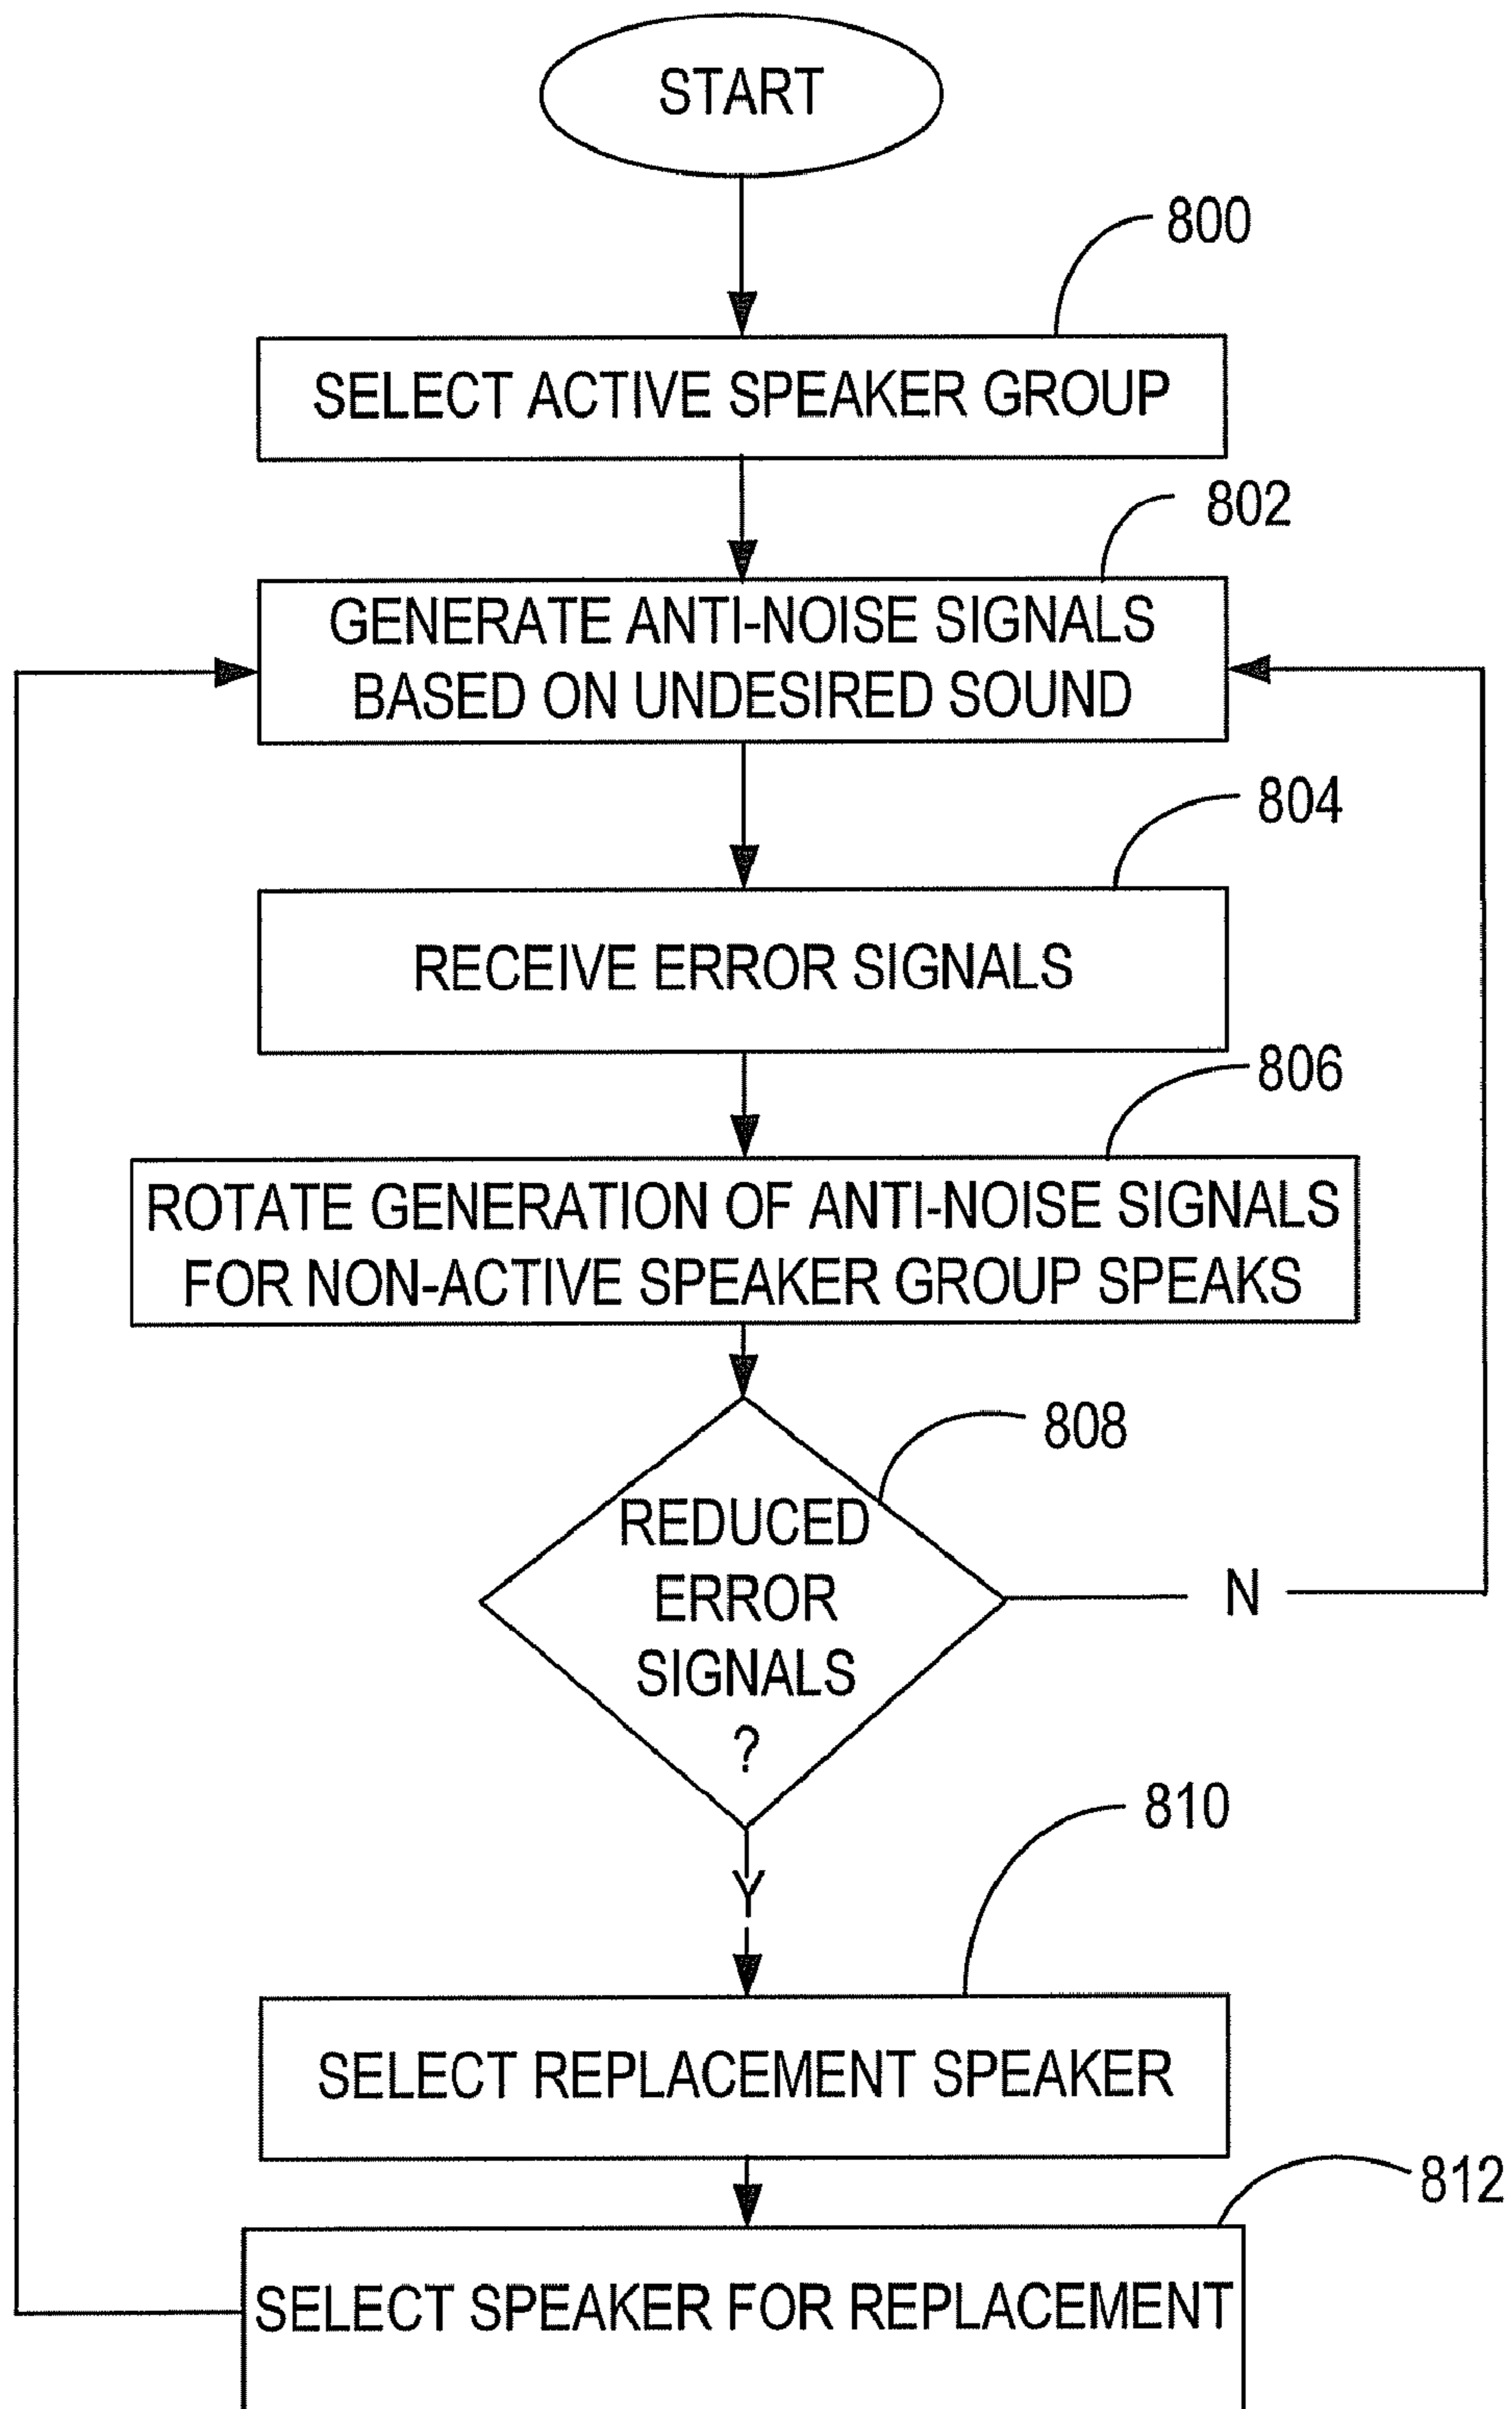 START
800
SELECT ACTIVE SPEAKER GROUP
802
GENERATE ANTI-NOISE SIGNALS
BASED ON UNDESIRED SOUND
804
RECEIVE ERROR SIGNALS
806
ROTATE GENERATION OF ANTI-NOISE SIGNALS
FOR NON-ACTIVE SPEAKER GROUP SPEAKS
808
REDUCED
ERROR
SIGNALS
?
N
Y
810
SELECT REPLACEMENT SPEAKER
812
SELECT SPEAKER FOR REPLACEMENT